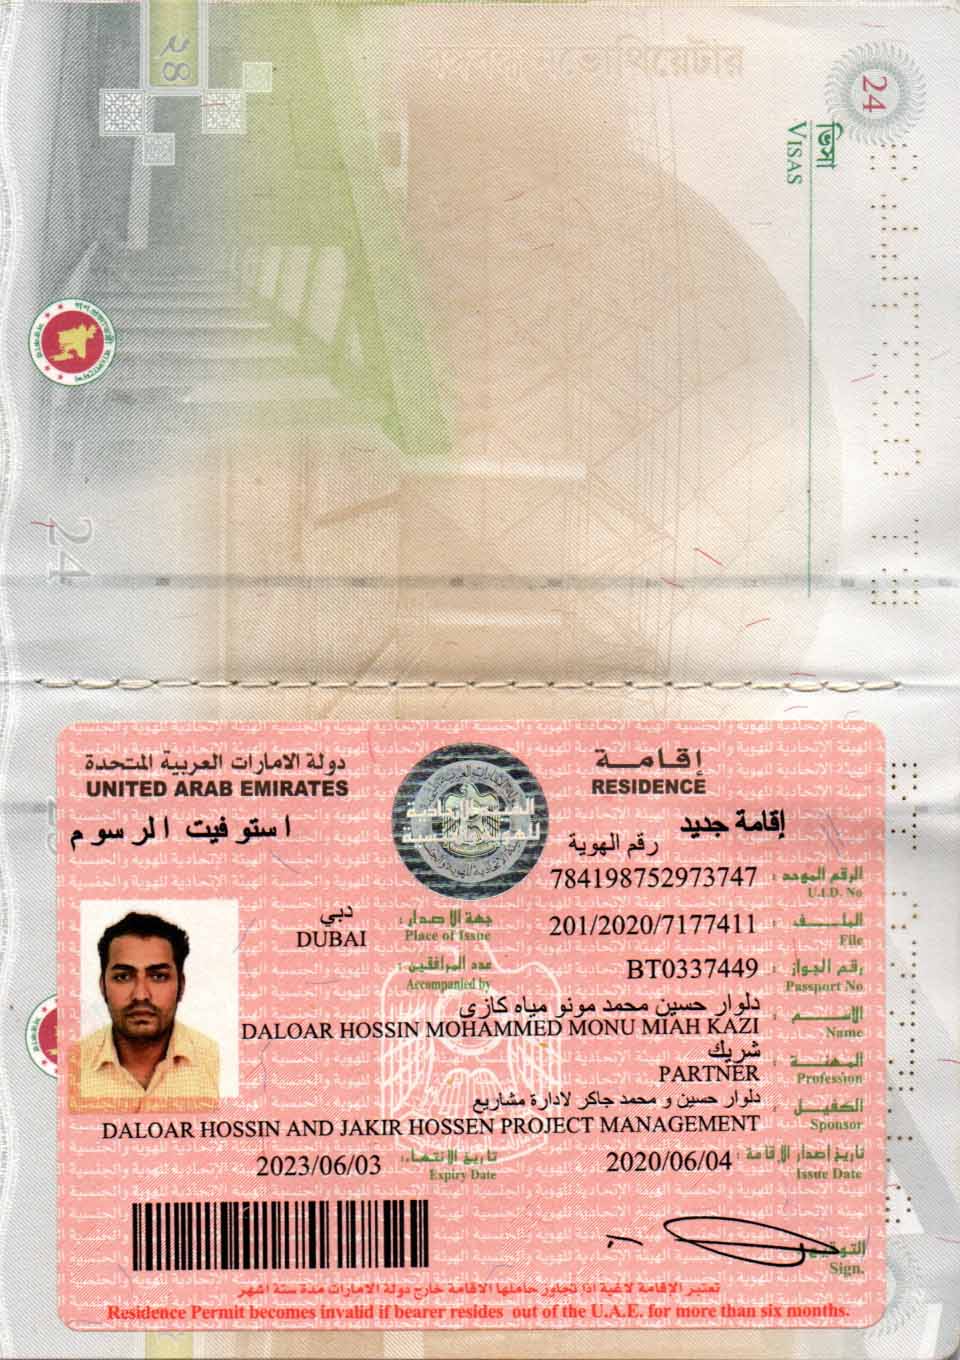 24
ভিসা
VISAS
24
دولة الامارات العربية المتحدة
UNITED ARAB EMIRATES
إقامة
RESIDENCE
استوفيت الرسوم
إقامة جديد
رقم الهوية
784198752973747 الرقم الموحد :
U.I.D. No
دبي
DUBAI
جهة الاصدار :
Place of Issue
201/2020/7177411 الملف :
File
عدد المرافقين :
Accompanied by
BT0337449 رقم الجواز :
Passport No
دلوار حسين محمد مونو مياه كازى
الاسم :
DALOAR HOSSIN MOHAMMED MONU MIAH KAZI
Name
شريك
المهنة :
PARTNER
Profession
دلوار حسين و محمد جاكر لادارة مشاريع
الكفيل :
DALOAR HOSSIN AND JAKIR HOSSEN PROJECT MANAGEMENT
Sponsor
2023/06/03 تاريخ الانتهاء :
Expiry Date
2020/06/04 تاريخ إصدار الاقامة :
Issue Date
التوقيع
Sign.
تعتبر الاقامة لاغية اذا تجاوز حاملها الاقامة خارج دولة الامارات مدة ستة اشهر
Residence Permit becomes invalid if bearer resides out of the U.A.E. for more than six months.